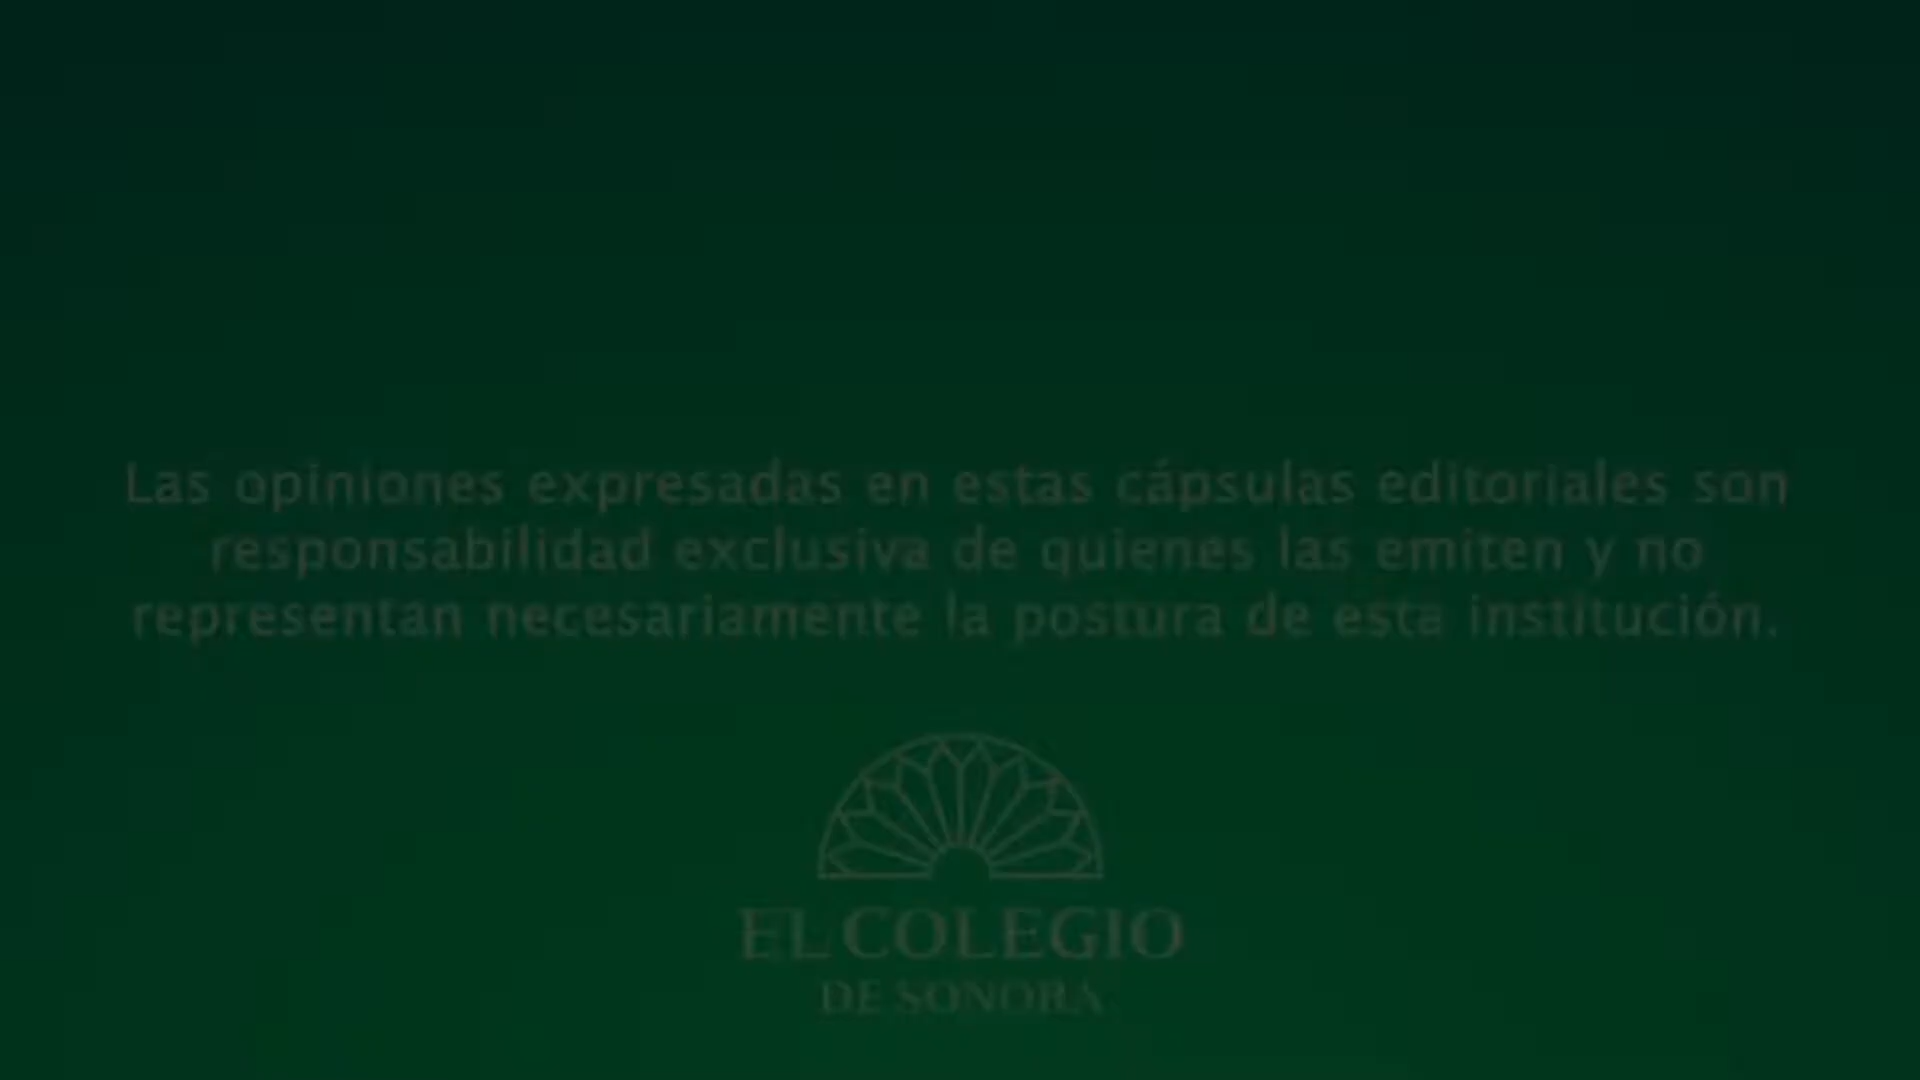 Las opiniones expresadas en estas cápsulas editoriales son
responsabilidad exclusiva de quienes las emiten y no
representan necesariamente la postura de esta institución.
EL COLEGIO
DE SONORA